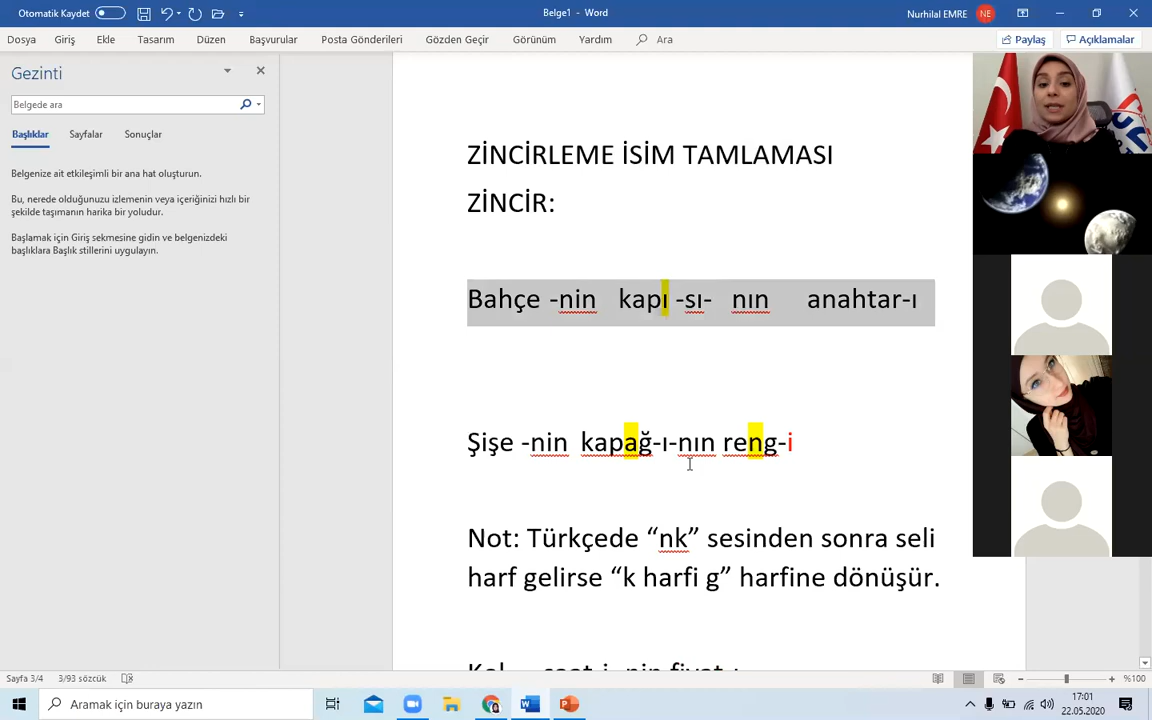 Otomatik Kaydet
Belge1 - Word
Nurhilal EMRE
NE
Dosya Giriş Ekle Tasarım Düzen Başvurular Posta Gönderileri Gözden Geçir Görünüm Yardım Ara
Paylaş
Açıklamalar
Gezinti
Belgede ara
Başlıklar Sayfalar Sonuçlar
Belgenize ait etkileşimli bir ana hat oluşturun.
Bu, nerede olduğunuzu izlemenin veya içeriğinizi hızlı bir
şekilde taşımanın harika bir yoludur.
Başlamak için Giriş sekmesine gidin ve belgenizdeki
başlıklara Başlık stillerini uygulayın.
ZİNCİRLEME İSİM TAMLAMASI
ZİNCİR:
Bahçe -nin kapı -sı- nın anahtar-ı
Şişe -nin kapağ-ı-nın reng-i
Not: Türkçede “nk” sesinden sonra seli
harf gelirse “k harfi g” harfine dönüşür.
Sayfa 3/4 3/93 sözcük
%100
Aramak için buraya yazın
17:01
22.05.2020